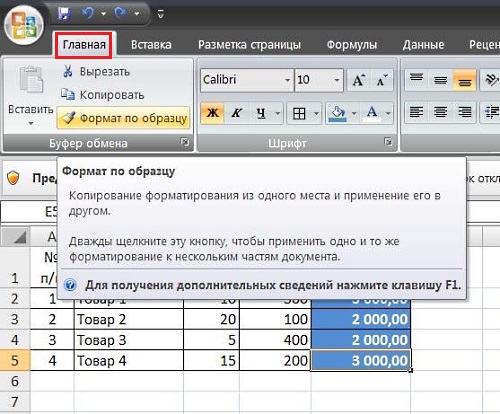 Главная Вставка Разметка страницы Формулы Данные Рецен
Вставить
Вырезать
Копировать
Формат по образцу
Буфер обмена
Calibri 10
Ж К Ч А А
Шрифт
Формат по образцу
Копирование форматирования из одного места и применение его в
другом.
Дважды щелкните эту кнопку, чтобы применить одно и то же
форматирование к нескольким частям документа.
Для получения дополнительных сведений нажмите клавишу F1.
Пред
ок откл
E5
A
1 № п/п
2 1 Товар 1 10 300 3 000,00
3 2 Товар 2 20 100 2 000,00
4 3 Товар 3 5 400 2 000,00
5 4 Товар 4 15 200 3 000,00
6
7